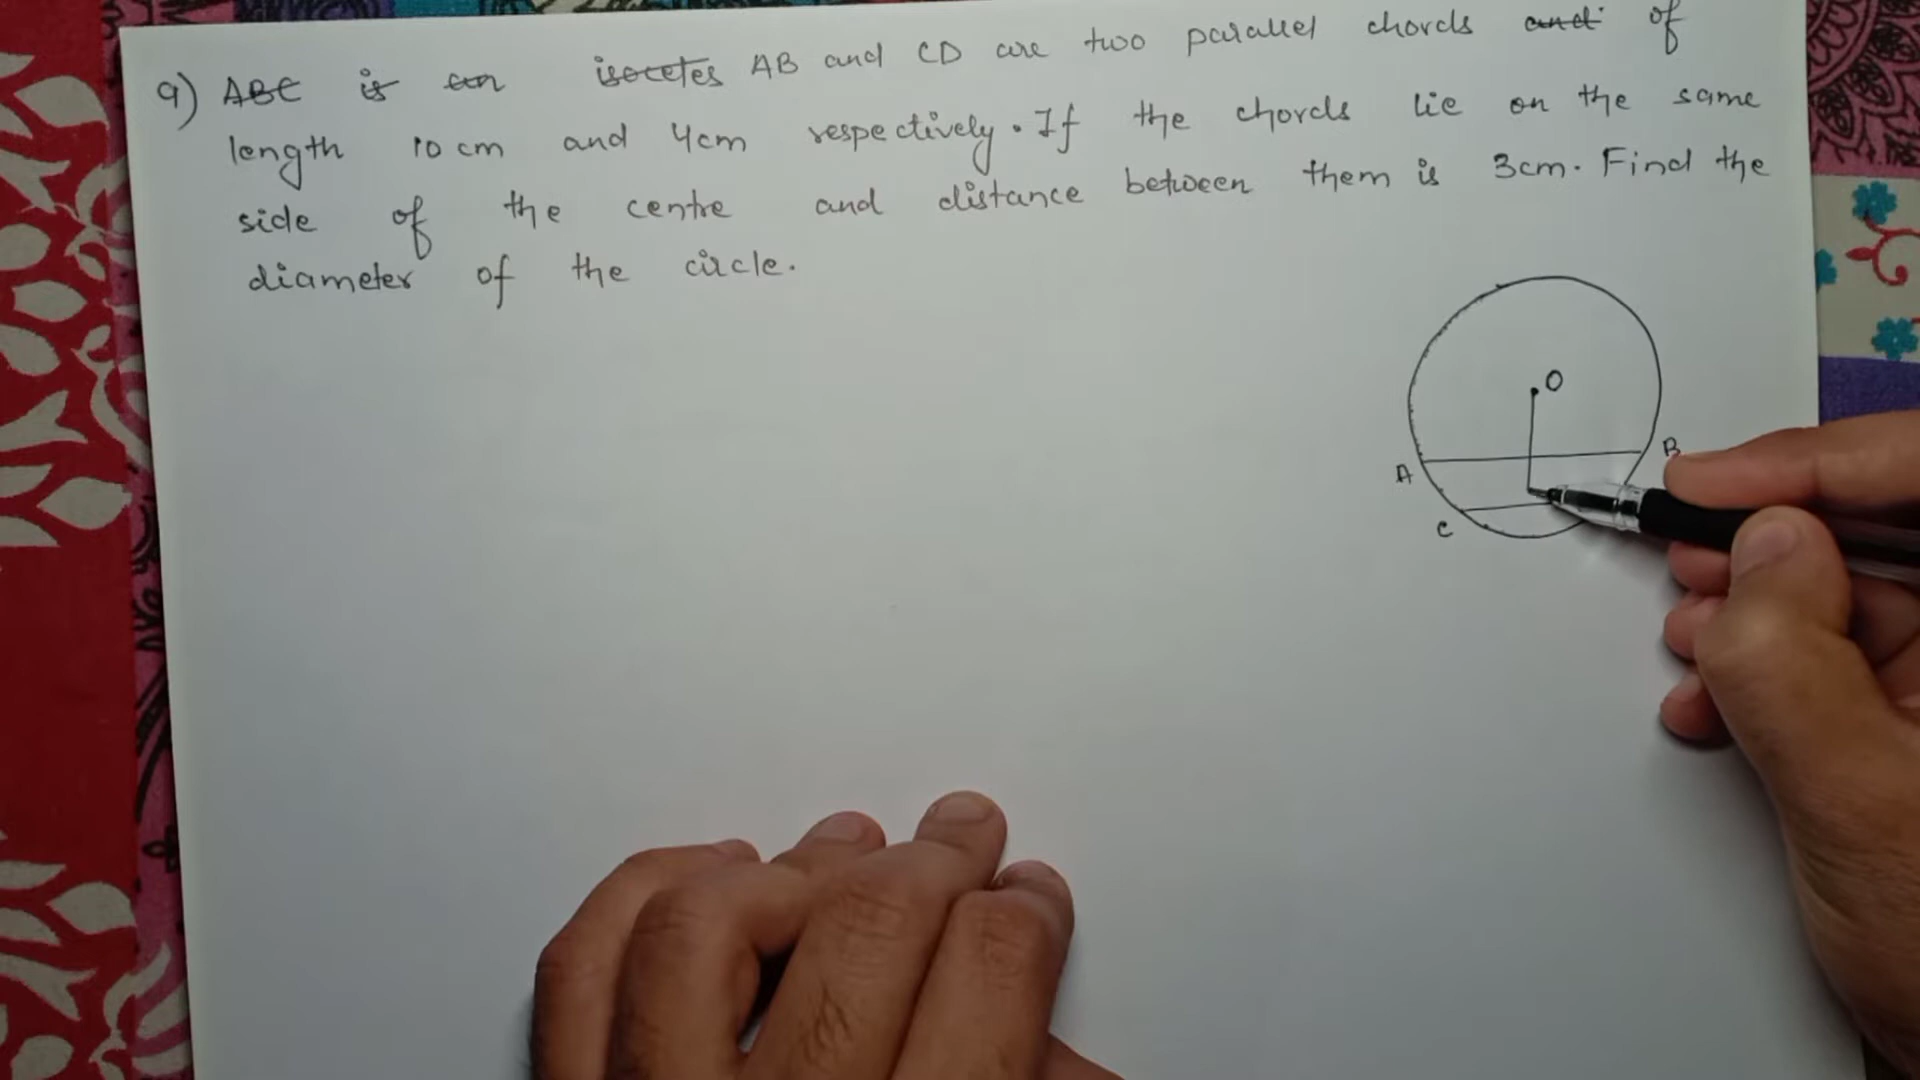 9) ABC is an isoceles AB and CD are two parallel chords and of
length 10 cm and 4cm respectively. If the chords lie on the same
side of the centre and distance between them is 3cm. Find the
diameter of the circle.
O
A B
C